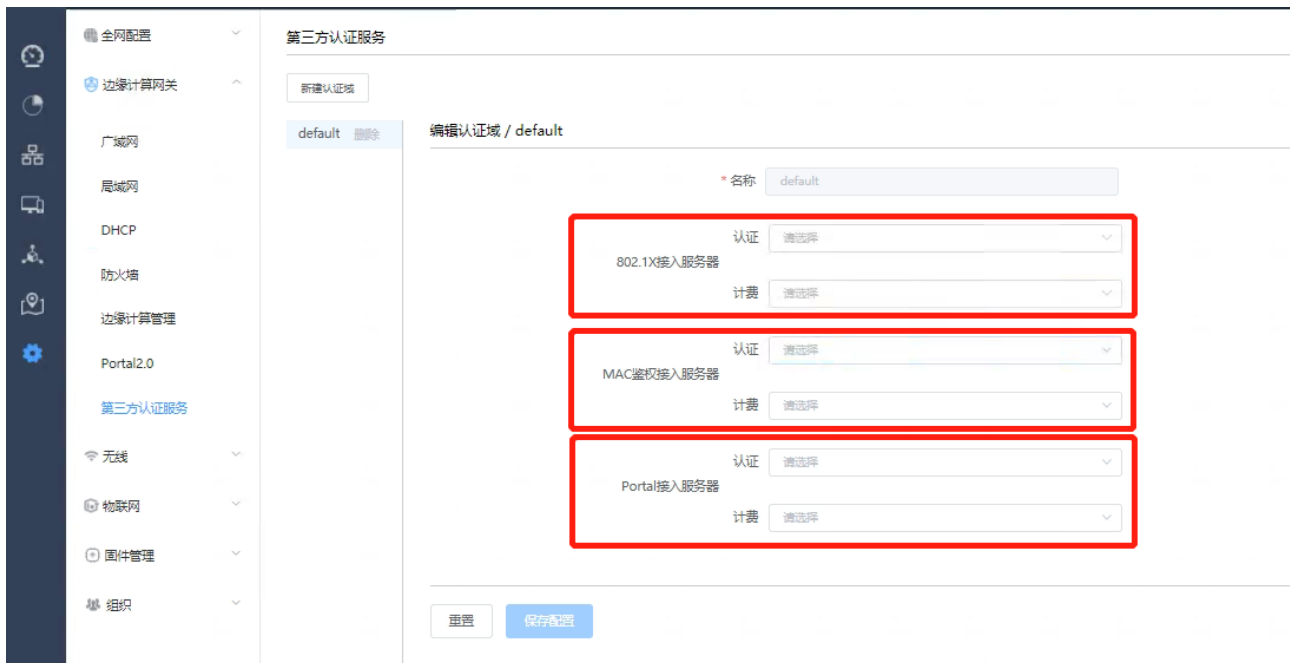 全网配置
边缘计算网关
广域网
局域网
DHCP
防火墙
边缘计算管理
Portal2.0
第三方认证服务
无线
物联网
固件管理
组织
第三方认证服务
新建认证域
default 删除
编辑认证域 / default
* 名称 default
认证 请选择
802.1X接入服务器
计费 请选择
认证 请选择
MAC鉴权接入服务器
计费 请选择
认证 请选择
Portal接入服务器
计费 请选择
重置 保存配置